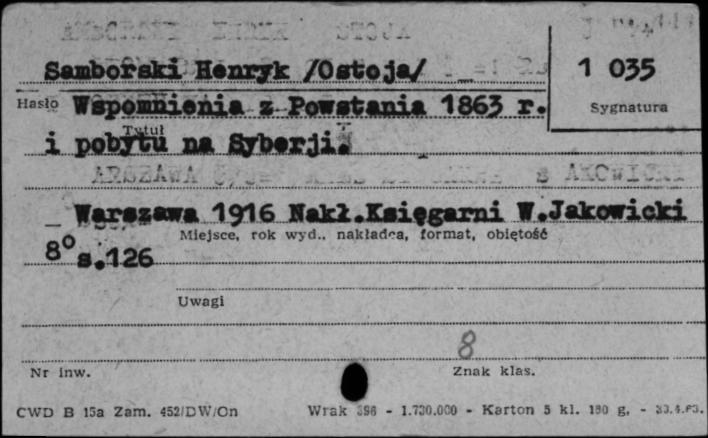 Samborski Henryk /Ostoja/
1 035
Hasło Wspomnienia z Powstania 1863 r.
Sygnatura
Tytuł
i pobytu na Syberji.
Warszawa 1916 Nakł.Księgarni W.Jakowicki
Miejsce, rok wyd., nakładca, format, objętość
8° s.126
Uwagi
8
Nr inw.
Znak klas.
CWD B 15a Zam. 452/DW/On Wrak 396 - 1.700.000 - Karton 5 kl. 180 g. -